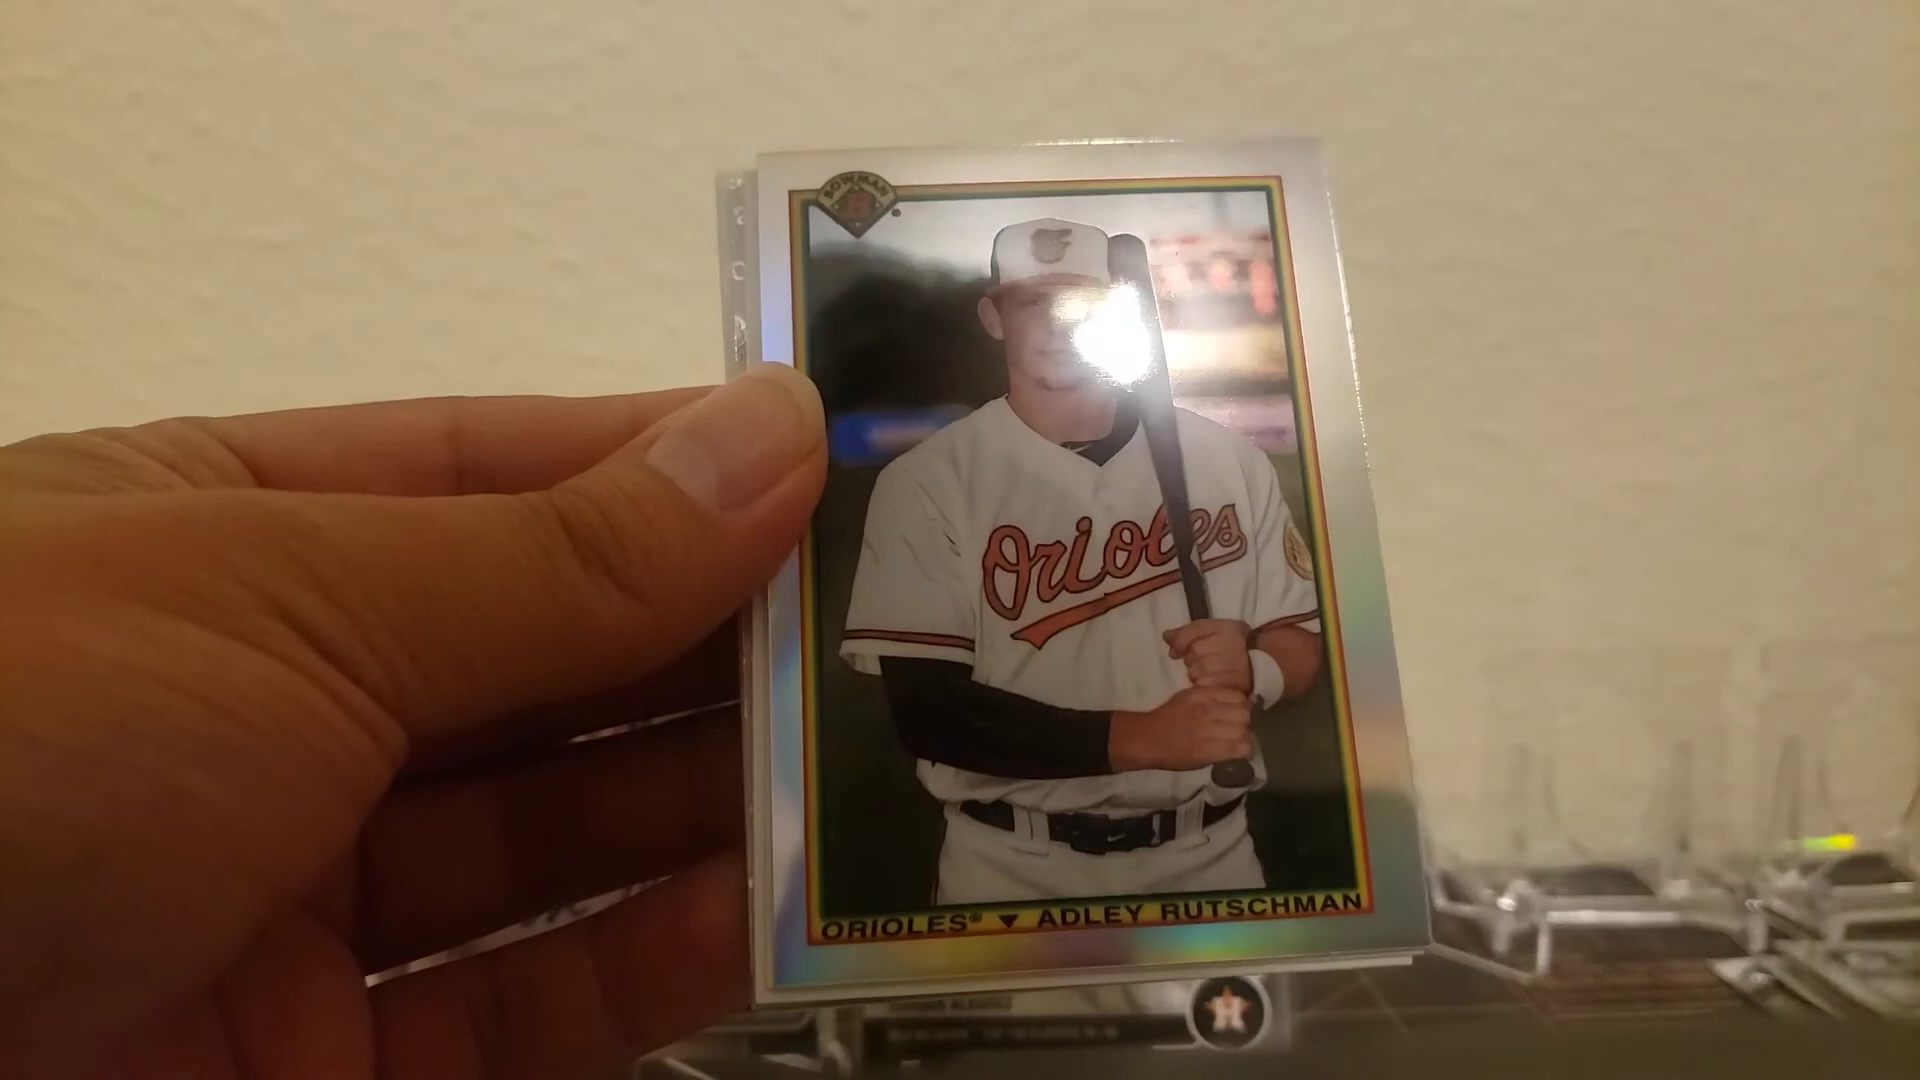 BOWMAN
B
Orioles
ORIOLES® ▼ ADLEY RUTSCHMAN
H